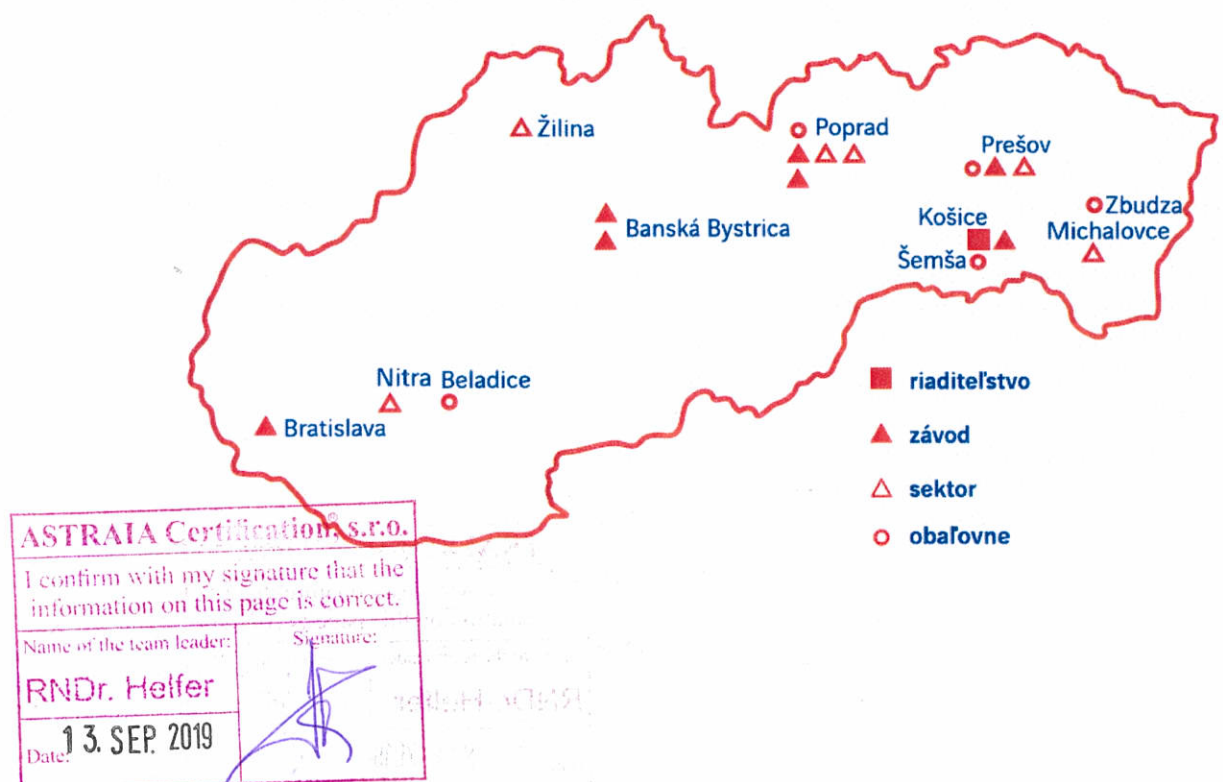 Žilina
Poprad
Prešov
Zbudza
Košice
Michalovce
Banská Bystrica
Šemša
Nitra Beladice
Bratislava
riaditeľstvo
závod
sektor
obaľovne
ASTRAIA Certification® s.r.o.
I confirm with my signature that the
information on this page is correct.
Name of the team leader:
Signature:
RNDr. Helfer
Date: 13. SEP. 2019